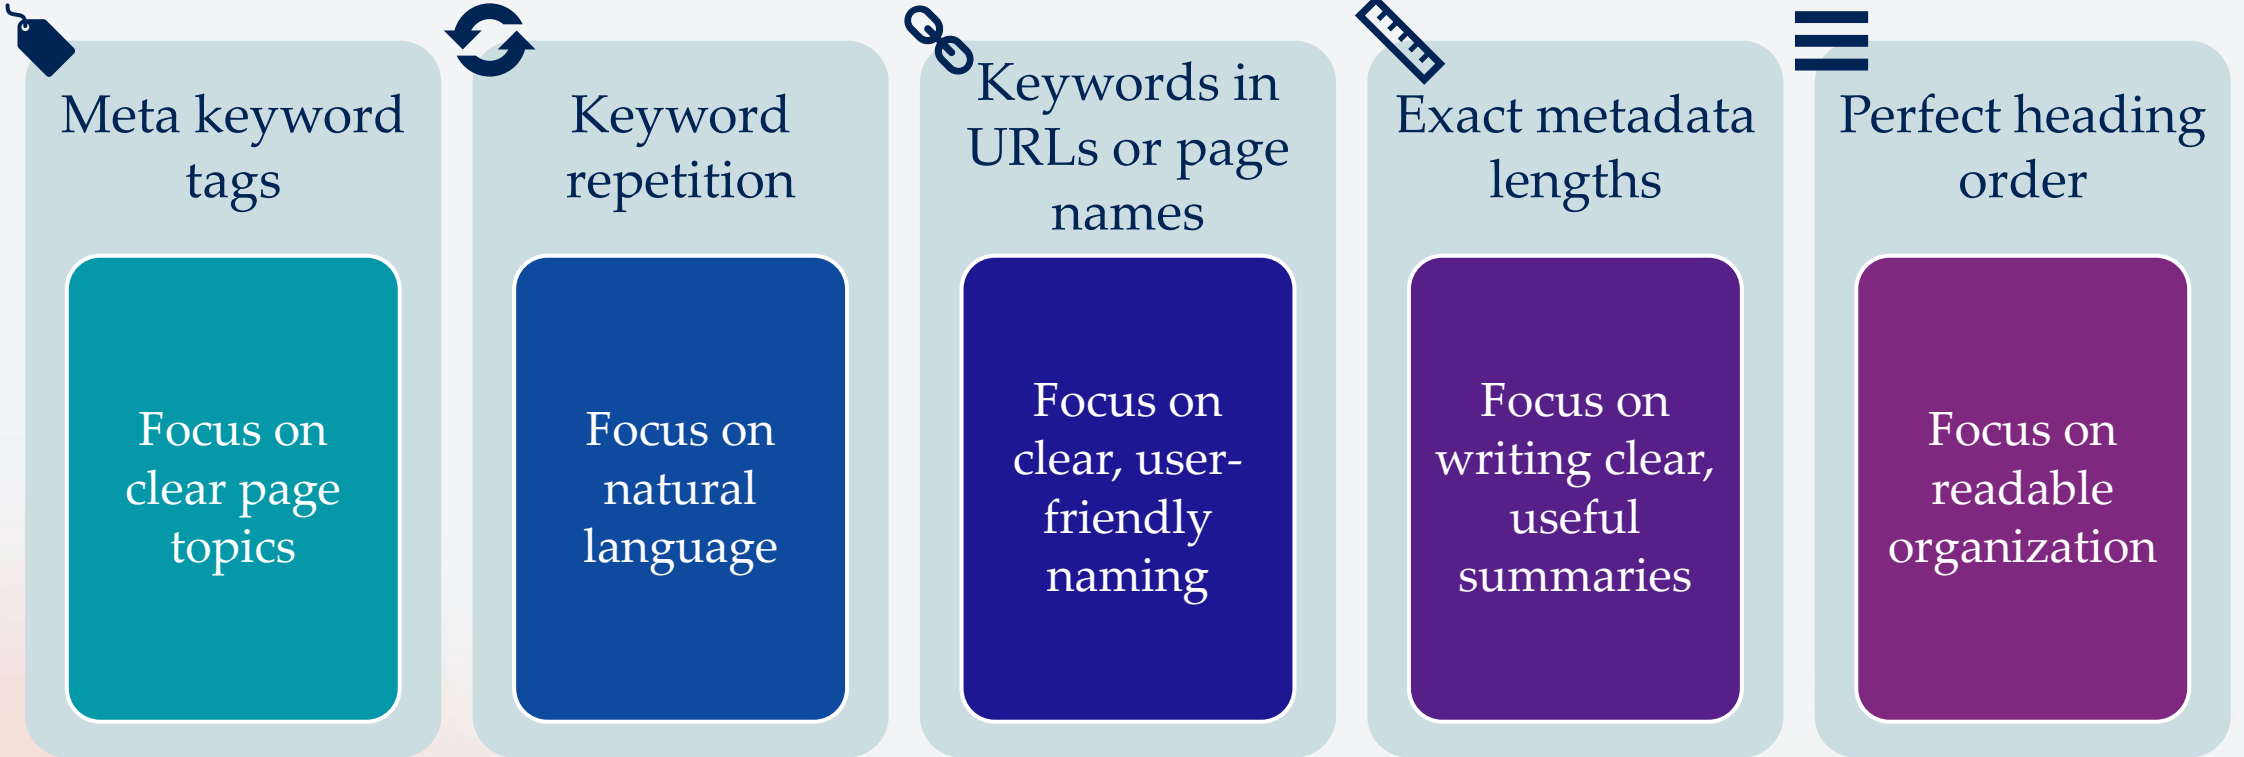 Meta keyword
tags
Focus on
clear page
topics
Keyword
repetition
Focus on
natural
language
Keywords in
URLs or page
names
Focus on
clear, user-
friendly
naming
Exact metadata
lengths
Focus on
writing clear,
useful
summaries
Perfect heading
order
Focus on
readable
organization